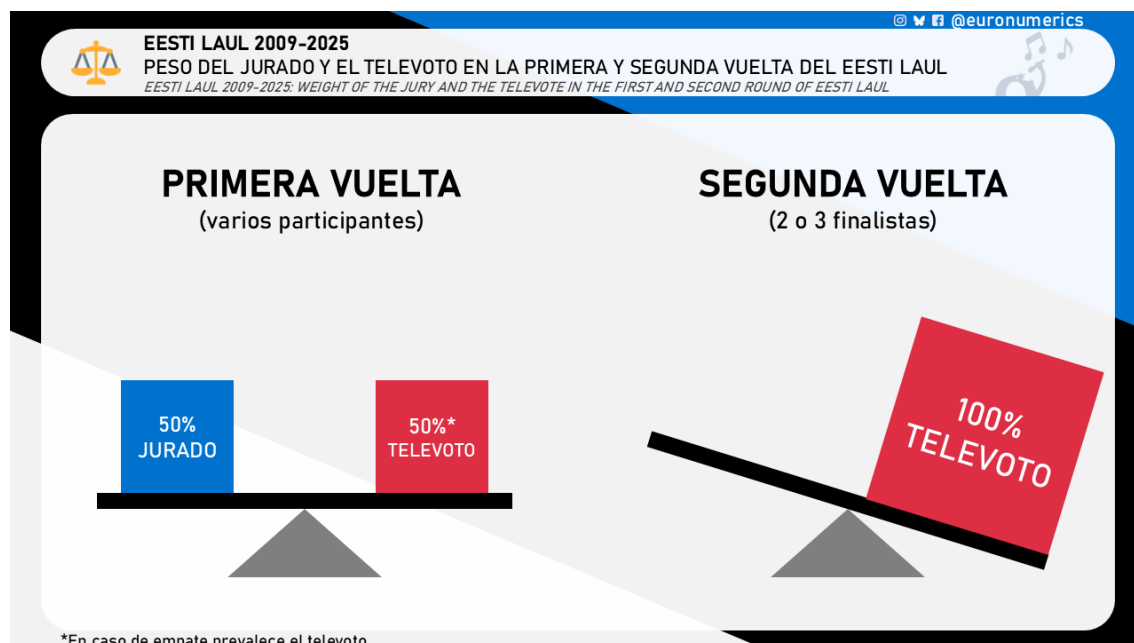 @euronumerics
EESTI LAUL 2009-2025
PESO DEL JURADO Y EL TELEVOTO EN LA PRIMERA Y SEGUNDA VUELTA DEL EESTI LAUL
EESTI LAUL 2009-2025: WEIGHT OF THE JURY AND THE TELEVOTE IN THE FIRST AND SECOND ROUND OF EESTI LAUL
PRIMERA VUELTA
(varios participantes)
50%
JURADO
50%*
TELEVOTO
SEGUNDA VUELTA
(2 o 3 finalistas)
100%
TELEVOTO
*En caso de empate prevalece el televoto